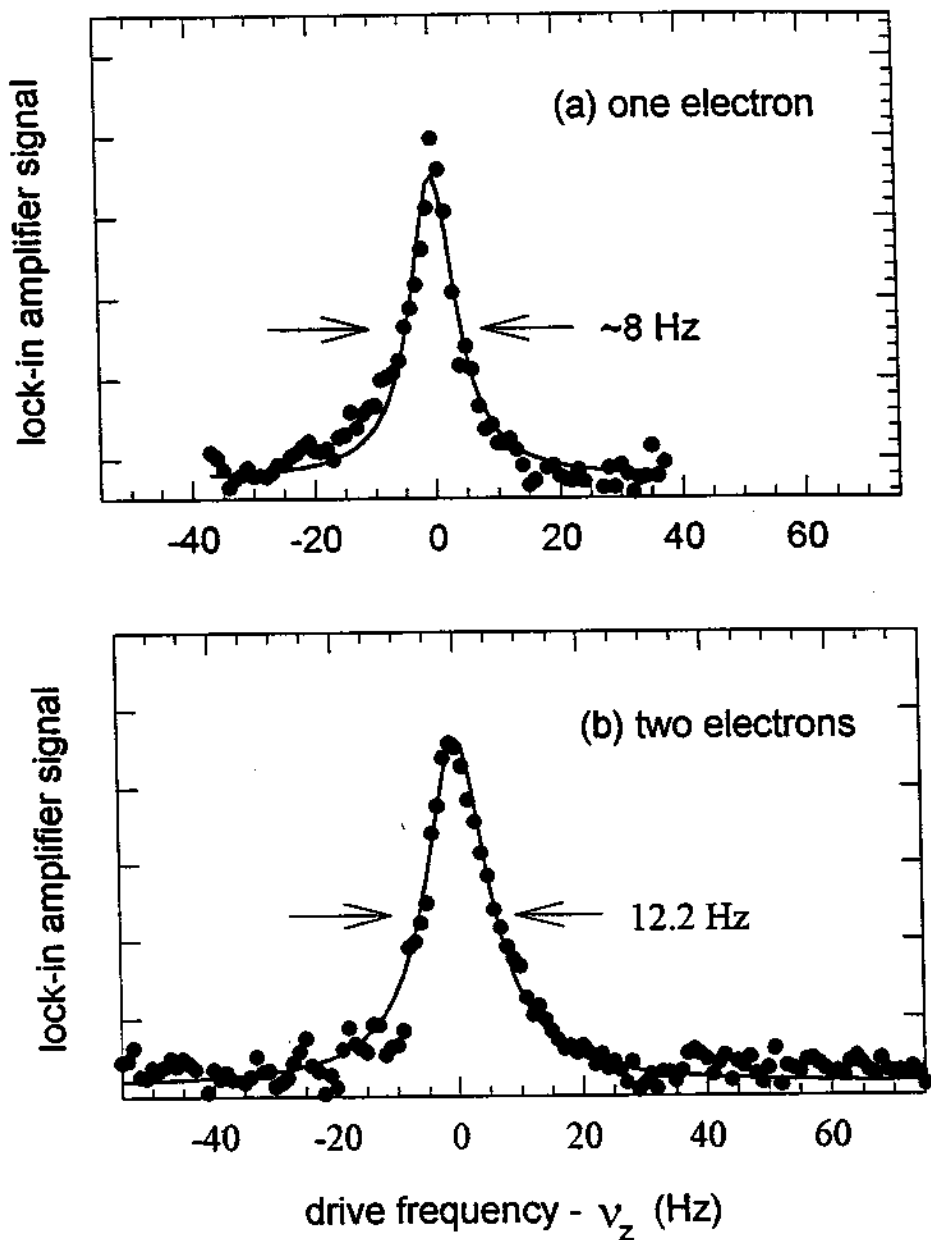 (a) one electron
lock-in amplifier signal
~8 Hz
-40 -20 0 20 40 60
(b) two electrons
lock-in amplifier signal
12.2 Hz
-40 -20 0 20 40 60
drive frequency - νz (Hz)